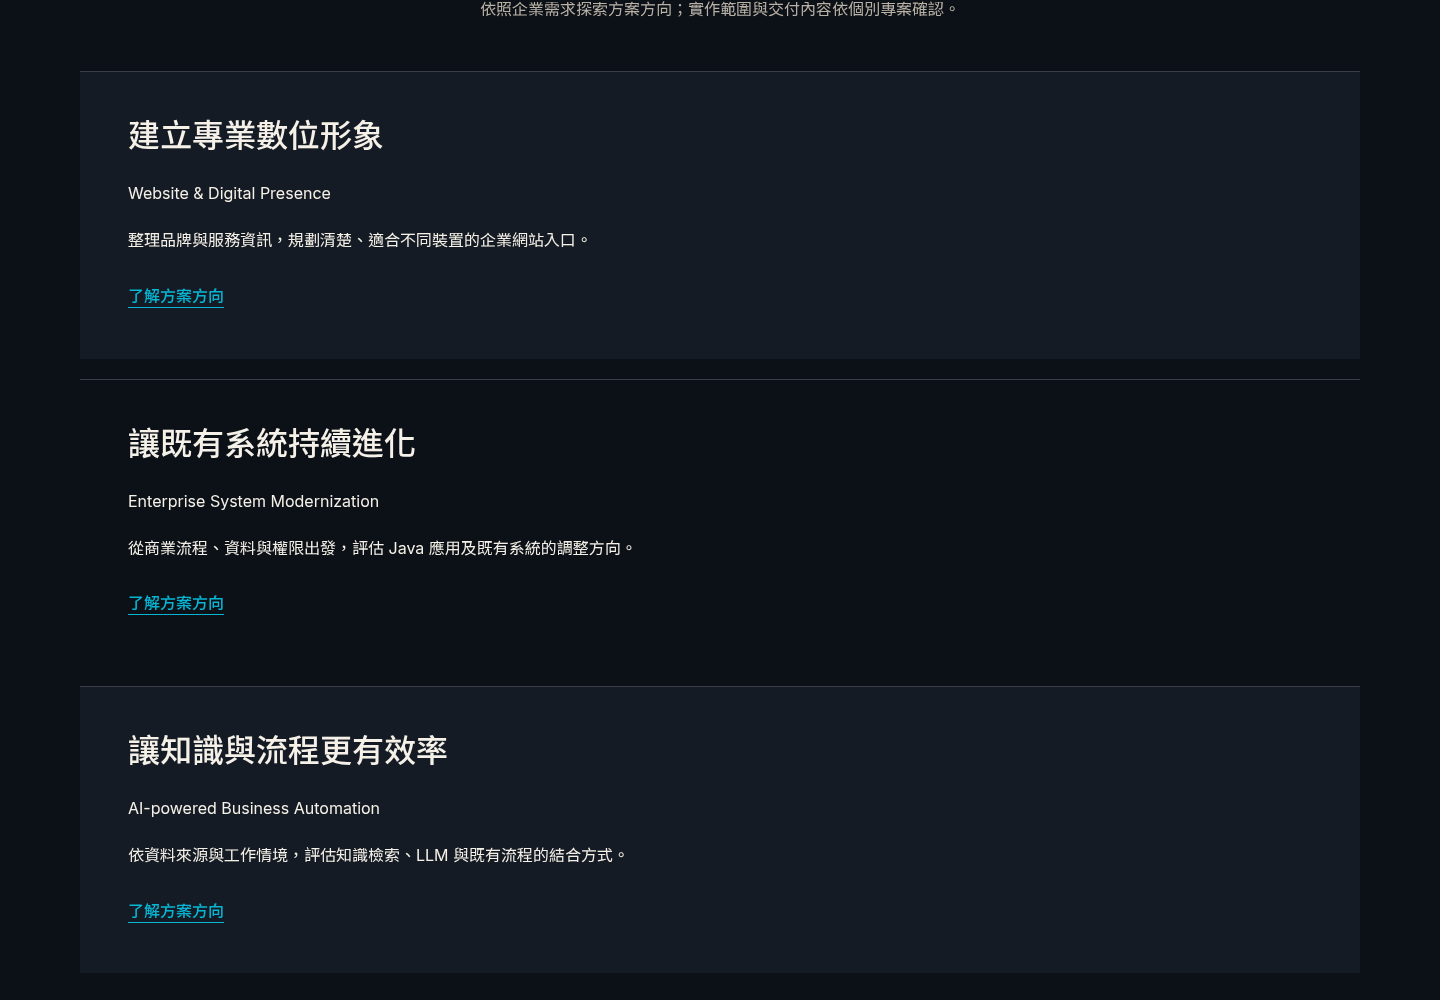 依照企業需求探索方案方向；實作範圍與交付內容依個別專案確認。
建立專業數位形象
Website & Digital Presence
整理品牌與服務資訊，規劃清楚、適合不同裝置的企業網站入口。
了解方案方向
讓既有系統持續進化
Enterprise System Modernization
從商業流程、資料與權限出發，評估 Java 應用及既有系統的調整方向。
了解方案方向
讓知識與流程更有效率
AI-powered Business Automation
依資料來源與工作情境，評估知識檢索、LLM 與既有流程的結合方式。
了解方案方向